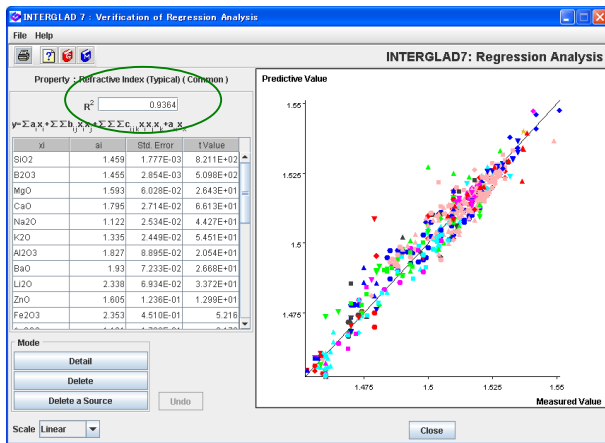 INTERGLAD 7 : Verification of Regression Analysis
File Help
INTERGLAD7: Regression Analysis
Property : Refractive Index (Typical) ( Common )
R2 0.9364
xi ai Std. Error t Value
SiO2 1.459 1.777E-03 8.211E+02
B2O3 1.455 2.854E-03 5.098E+02
MgO 1.593 6.028E-02 2.643E+01
CaO 1.795 2.714E-02 6.613E+01
Na2O 1.122 2.534E-02 4.427E+01
K2O 1.335 2.449E-02 5.451E+01
Al2O3 1.827 8.895E-02 2.054E+01
BaO 1.93 7.233E-02 2.668E+01
Li2O 2.338 6.934E-02 3.372E+01
ZnO 1.605 1.236E-01 1.299E+01
Fe2O3 2.353 4.510E-01 5.216
Mode
Detail
Delete
Delete a Source
Undo
Scale Linear
Predictive Value
1.55
1.525
1.5
1.475
1.475 1.5 1.525 1.55
Measured Value
Close